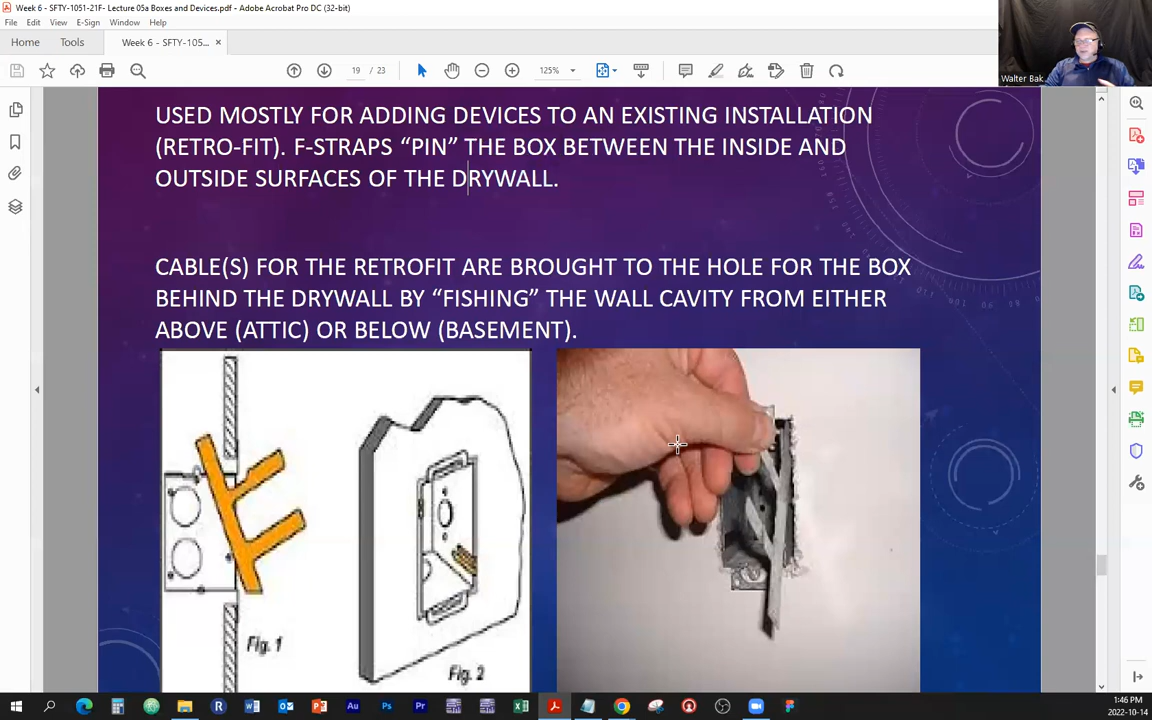 Week 6 - SFTY-1051-21F- Lecture 05a Boxes and Devices.pdf - Adobe Acrobat Pro DC (32-bit)
File Edit View E-Sign Window Help
Home Tools Week 6 - SFTY-105... ×
19 / 23 125%
Walter Bak
USED MOSTLY FOR ADDING DEVICES TO AN EXISTING INSTALLATION
(RETRO-FIT). F-STRAPS “PIN” THE BOX BETWEEN THE INSIDE AND
OUTSIDE SURFACES OF THE DRYWALL.
CABLE(S) FOR THE RETROFIT ARE BROUGHT TO THE HOLE FOR THE BOX
BEHIND THE DRYWALL BY “FISHING” THE WALL CAVITY FROM EITHER
ABOVE (ATTIC) OR BELOW (BASEMENT).
Fig. 1
Fig. 2
1:46 PM
2022-10-14